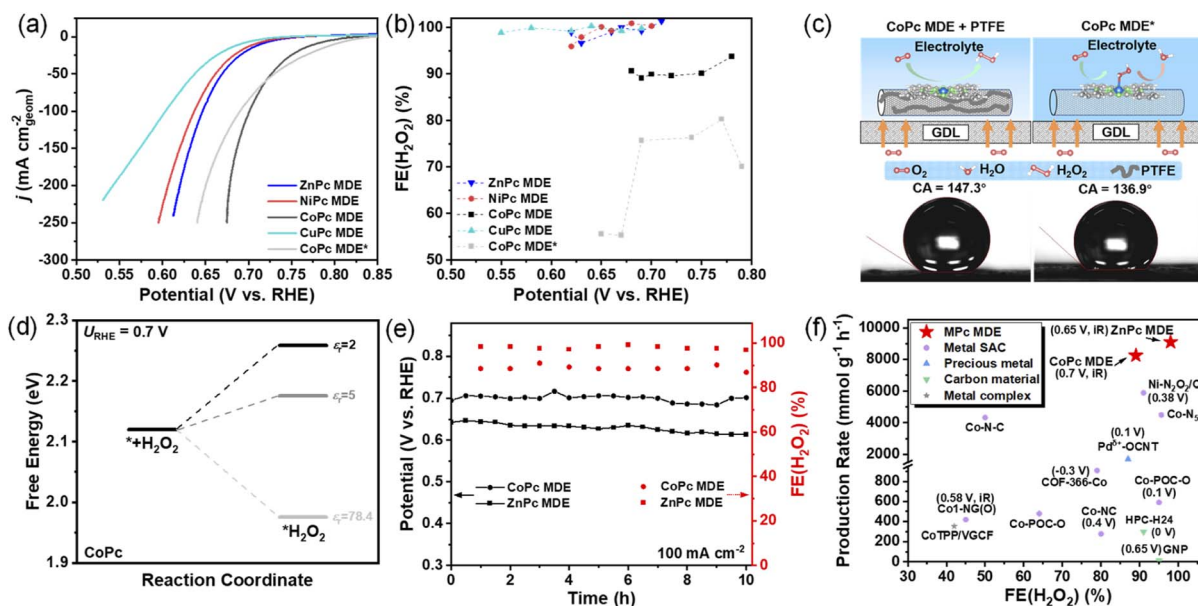 (a)
0
-50
-100
-150
-200
-250
-300
j (mA cm⁻²geom)
ZnPc MDE
NiPc MDE
CoPc MDE
CuPc MDE
CoPc MDE*
0.50 0.55 0.60 0.65 0.70 0.75 0.80 0.85
Potential (V vs. RHE)
(b)
100
90
80
70
60
50
FE(H₂O₂) (%)
ZnPc MDE
NiPc MDE
CoPc MDE
CuPc MDE
CoPc MDE*
0.50 0.55 0.60 0.65 0.70 0.75 0.80
Potential (V vs. RHE)
(c)
CoPc MDE + PTFE
CoPc MDE*
Electrolyte
Electrolyte
GDL
GDL
O₂ H₂O H₂O₂ PTFE
CA = 147.3°
CA = 136.9°
(d)
U_RHE = 0.7 V
2.3
2.2
2.1
2.0
1.9
Free Energy (eV)
εᵣ=2
εᵣ=5
*+H₂O₂
εᵣ=78.4
*H₂O₂
CoPc
Reaction Coordinate
(e)
0.8
0.7
0.6
0.5
0.4
0.3
Potential (V vs. RHE)
100
80
60
40
20
0
FE(H₂O₂) (%)
CoPc MDE
ZnPc MDE
CoPc MDE
ZnPc MDE
100 mA cm⁻²
0 2 4 6 8 10
Time (h)
(f)
10000
9000
8000
7000
6000
5000
4000
600
400
200
0
Production Rate (mmol g⁻¹ h⁻¹)
MPc MDE
Metal SAC
Precious metal
Carbon material
Metal complex
(0.65 V, iR) ZnPc MDE
CoPc MDE
(0.7 V, iR)
Ni-N₂O₂/C
(0.38 V)
Co-N-C
Co-N₅
(0.1 V)
Pdᵟ⁺-OCNT
(-0.3 V)
COF-366-Co
Co-POC-O
(0.1 V)
(0.58 V, iR)
Co1-NG(O)
CoTPP/VGCF
Co-POC-O
Co-NC
(0.4 V)
HPC-H24
(0 V)
(0.65 V) GNP
30 40 50 60 70 80 90 100
FE(H₂O₂) (%)